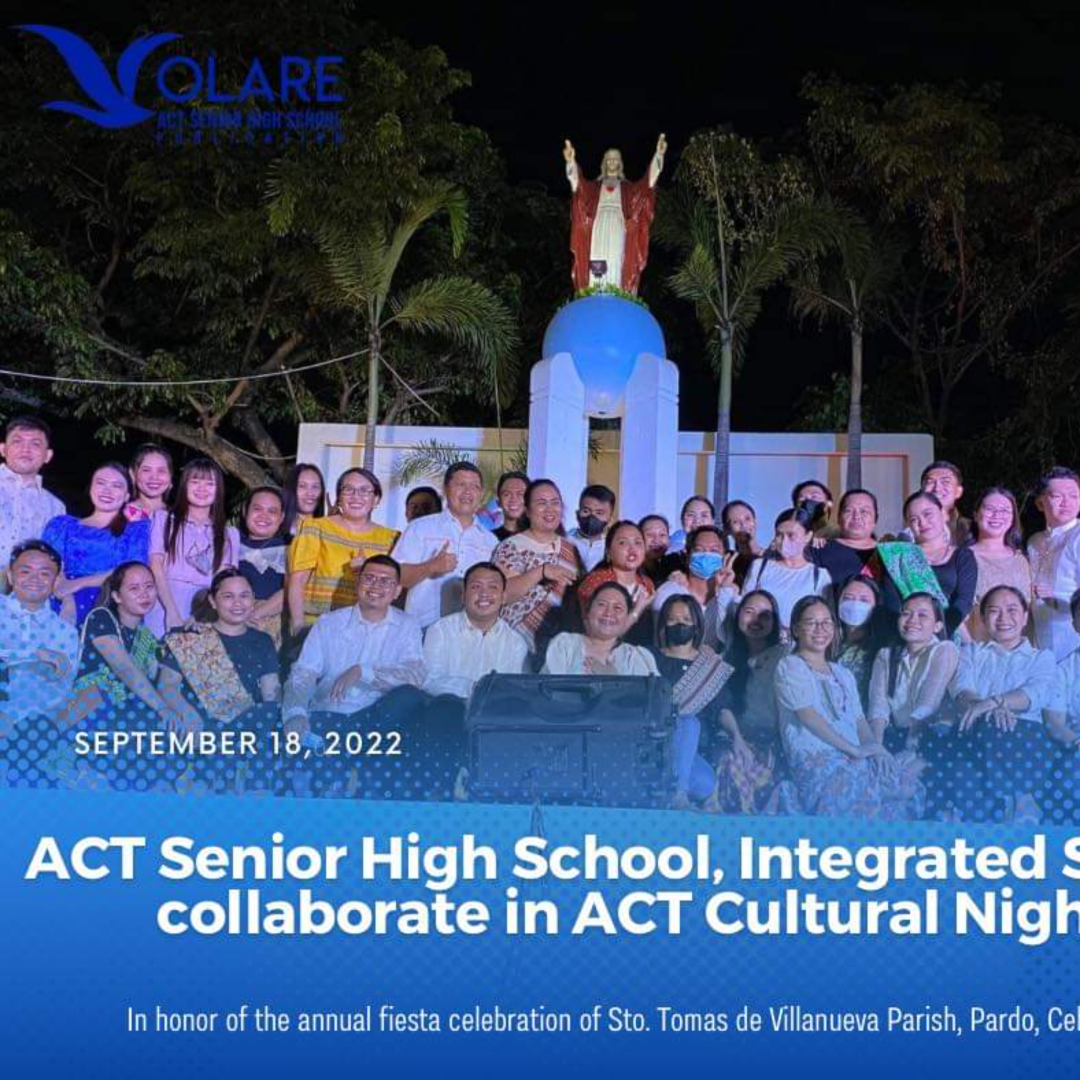 VOLARE
ACT SENIOR HIGH SCHOOL
PUBLICATION
SEPTEMBER 18, 2022
ACT Senior High School, Integrated S
collaborate in ACT Cultural Nigh
In honor of the annual fiesta celebration of Sto. Tomas de Villanueva Parish, Pardo, Ce